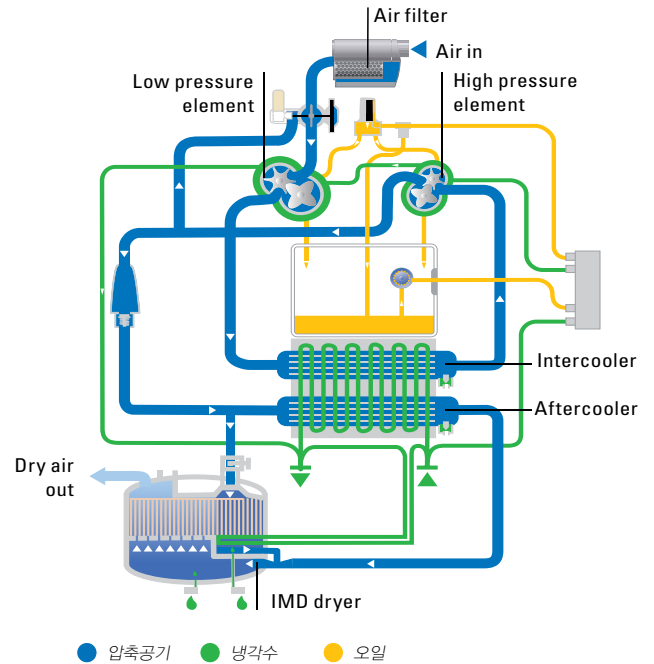 Air filter
Air in
Low pressure
element
High pressure
element
Intercooler
Aftercooler
Dry air
out
IMD dryer
압축공기
냉각수
오일